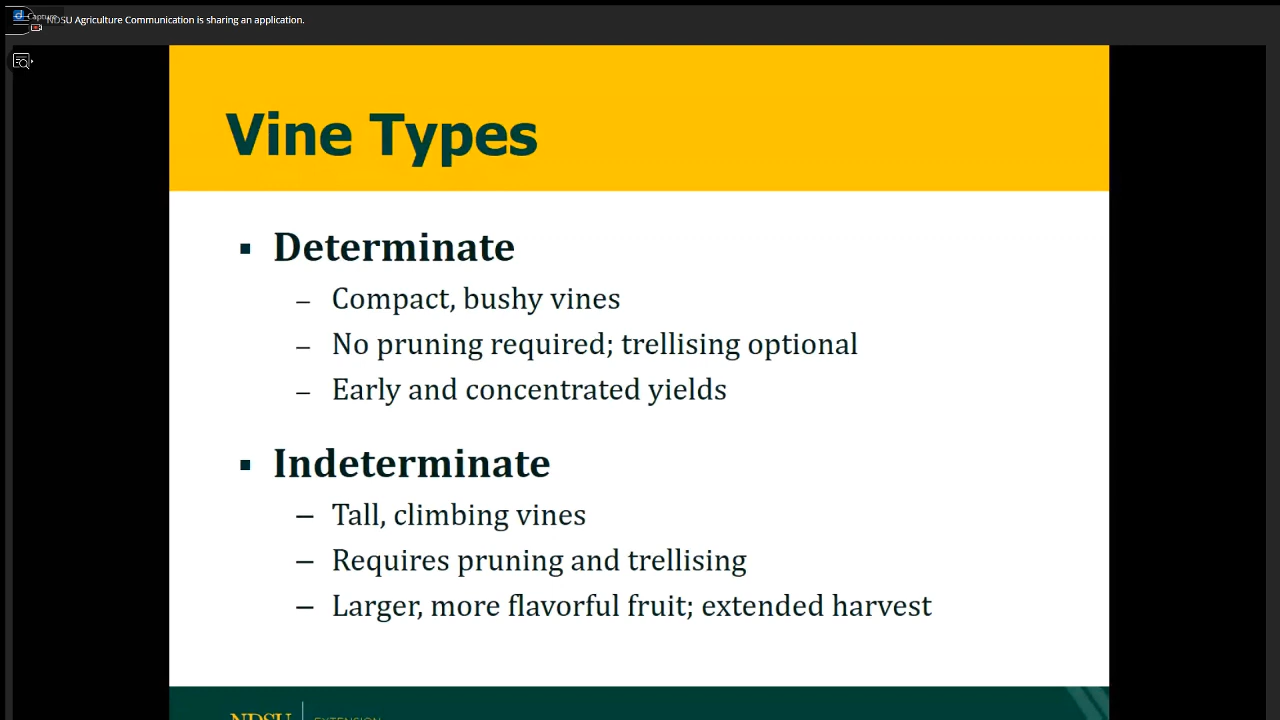 Capture
NDSU Agriculture Communication is sharing an application.
Vine Types
▪ Determinate
– Compact, bushy vines
– No pruning required; trellising optional
– Early and concentrated yields
▪ Indeterminate
– Tall, climbing vines
– Requires pruning and trellising
– Larger, more flavorful fruit; extended harvest
NDSU EXTENSION